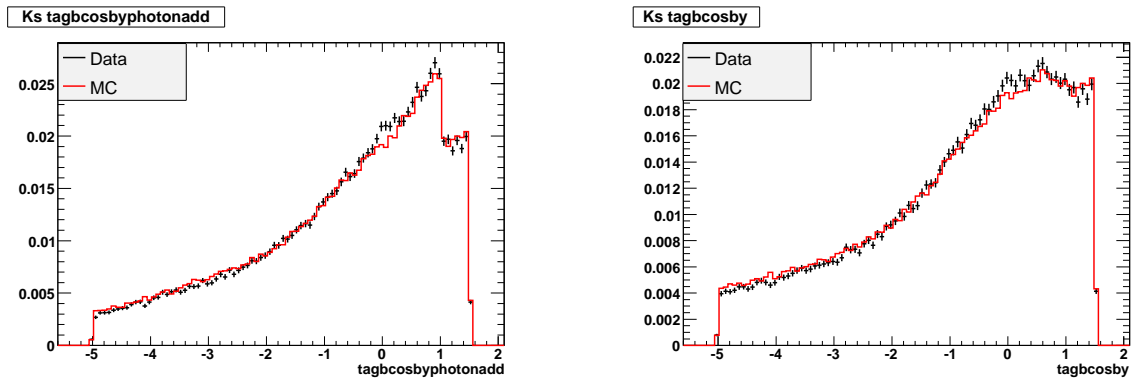 Ks tagbcosbyphotonadd
Data
MC
0.025
0.02
0.015
0.01
0.005
0
-5 -4 -3 -2 -1 0 1 2
tagbcosbyphotonadd
Ks tagbcosby
Data
MC
0.022
0.02
0.018
0.016
0.014
0.012
0.01
0.008
0.006
0.004
0.002
0
-5 -4 -3 -2 -1 0 1 2
tagbcosby